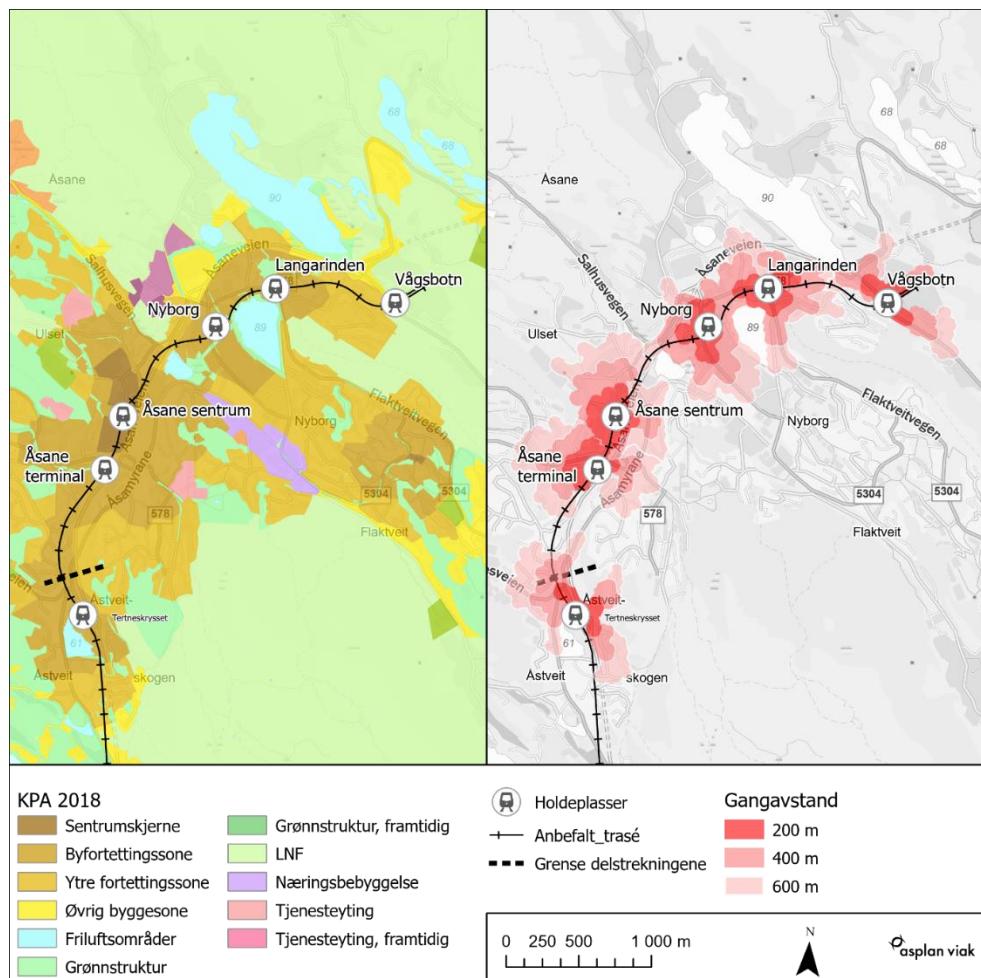 68
68
Åsane
90
Salhusvegen
Åsaneveien
Langarinden
Vågsbotn
Nyborg
Ulset
89
Åsane sentrum
Flaktveitvegen
Nyborg
Åsane
terminal
Åsamyrane
5304
5304
578
Flaktveit
Åstveit-
Tertneskrysset
61
Åstveit
skogen
68
68
Åsane
90
Salhusvegen
Åsaneveien
Langarinden
Vågsbotn
Nyborg
Ulset
89
Åsane sentrum
Flaktveitvegen
Nyborg
Åsane
terminal
Åsamyrane
5304
5304
578
Flaktveit
esveien
Åstveit-
Tertneskrysset
61
Åstveit
skogen
KPA 2018
Sentrumskjerne
Byfortettingssone
Ytre fortettingssone
Øvrig byggesone
Friluftsområder
Grønnstruktur
Grønnstruktur, framtidig
LNF
Næringsbebyggelse
Tjenesteyting
Tjenesteyting, framtidig
Holdeplasser
Anbefalt_trasé
Grense delstrekningene
Gangavstand
200 m
400 m
600 m
0 250 500 1 000 m
N
asplan viak